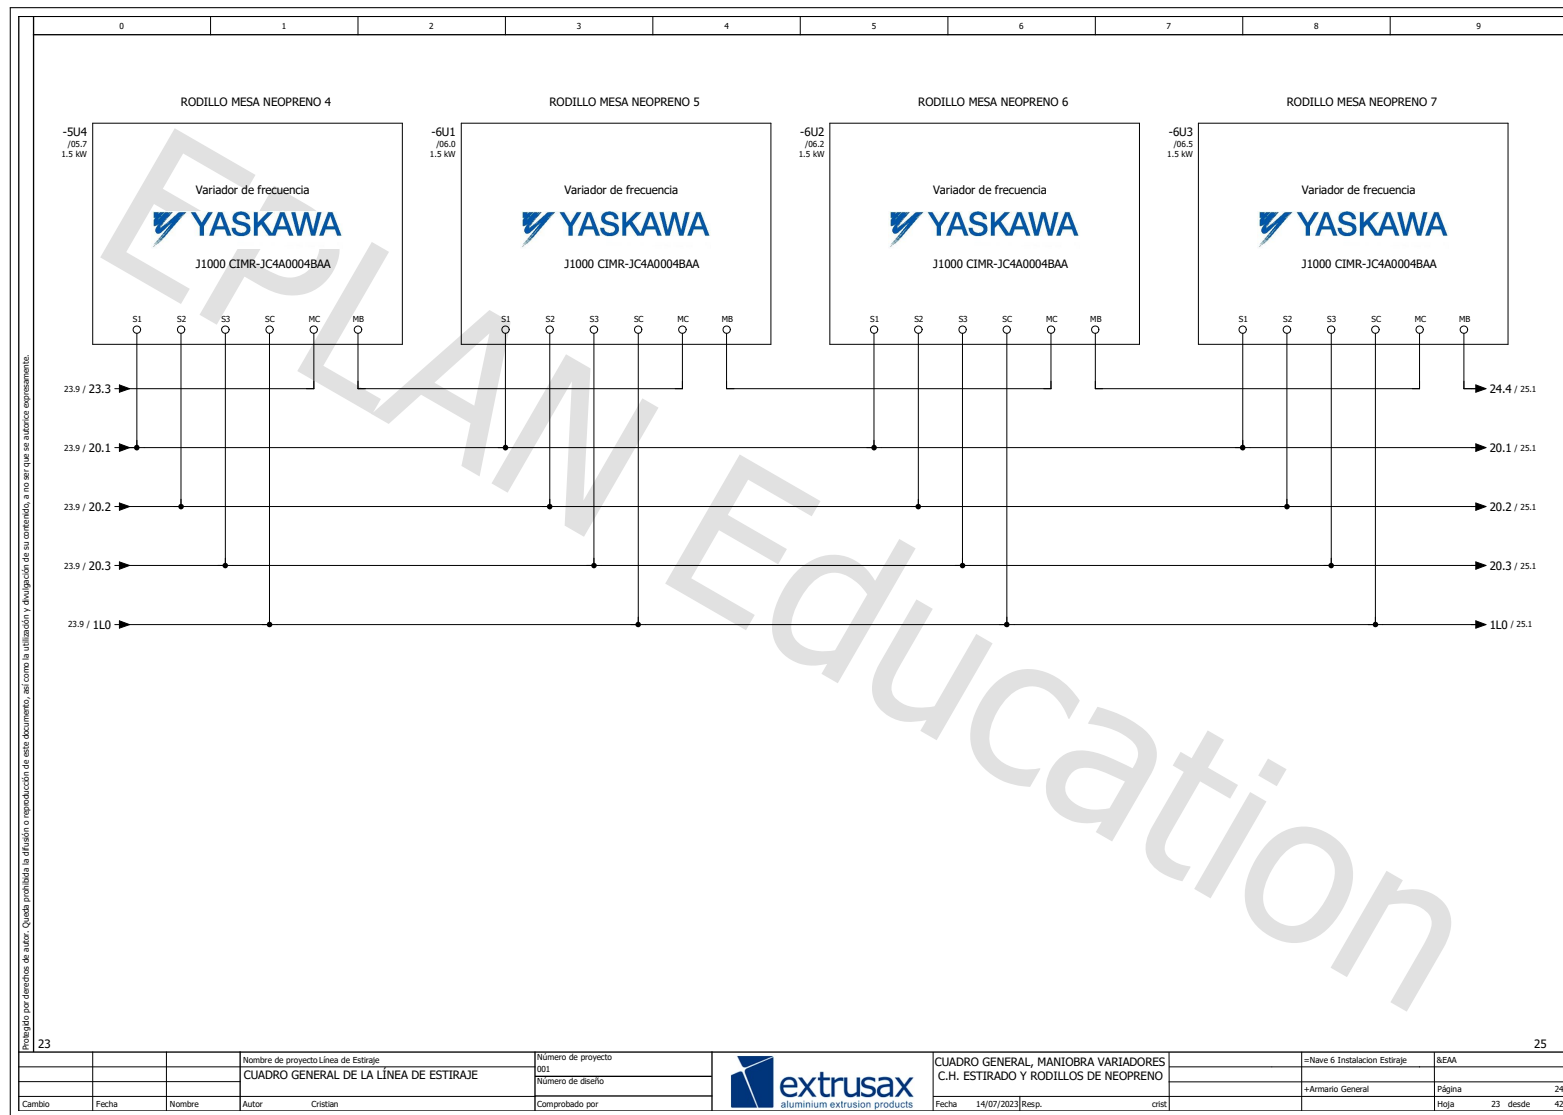 0 1 2 3 4 5 6 7 8 9
RODILLO MESA NEOPRENO 4 RODILLO MESA NEOPRENO 5 RODILLO MESA NEOPRENO 6 RODILLO MESA NEOPRENO 7
-5U4 -6U1 -6U2 -6U3
/05.7 /06.0 /06.2 /06.5
1.5 kW 1.5 kW 1.5 kW 1.5 kW
Variador de frecuencia Variador de frecuencia Variador de frecuencia Variador de frecuencia
YASKAWA YASKAWA YASKAWA YASKAWA
J1000 CIMR-JC4A0004BAA J1000 CIMR-JC4A0004BAA J1000 CIMR-JC4A0004BAA J1000 CIMR-JC4A0004BAA
S1 S2 S3 SC MC MB S1 S2 S3 SC MC MB S1 S2 S3 SC MC MB S1 S2 S3 SC MC MB
23.9 / 23.3 24.4 / 25.1
23.9 / 20.1 20.1 / 25.1
23.9 / 20.2 20.2 / 25.1
23.9 / 20.3 20.3 / 25.1
23.9 / 1L0 1L0 / 25.1
EPLAN Education
Protegido por derechos de autor. Queda prohibida la difusión o reproducción de este documento, así como la utilización y divulgación de su contenido, a no ser que se autorice expresamente.
23 25
Nombre de proyecto Línea de Estiraje
CUADRO GENERAL DE LA LÍNEA DE ESTIRAJE
Cambio Fecha Nombre Autor Cristian
Número de proyecto
001
Número de diseño
Comprobado por
extrusax
aluminium extrusion products
CUADRO GENERAL, MANIOBRA VARIADORES
C.H. ESTIRADO Y RODILLOS DE NEOPRENO
Fecha 14/07/2023 Resp. crist
=Nave 6 Instalacion Estiraje &EAA
+Armario General Página 24
Hoja 23 desde 42